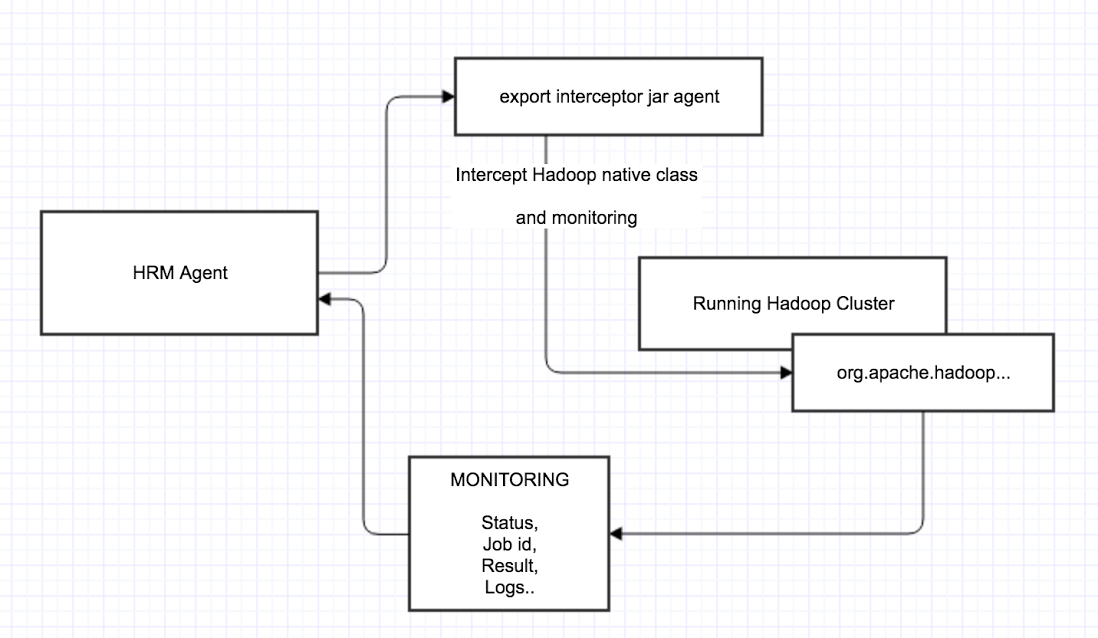 export interceptor jar agent
Intercept Hadoop native class
and monitoring
HRM Agent
Running Hadoop Cluster
org.apache.hadoop...
MONITORING
Status,
Job id,
Result,
Logs..